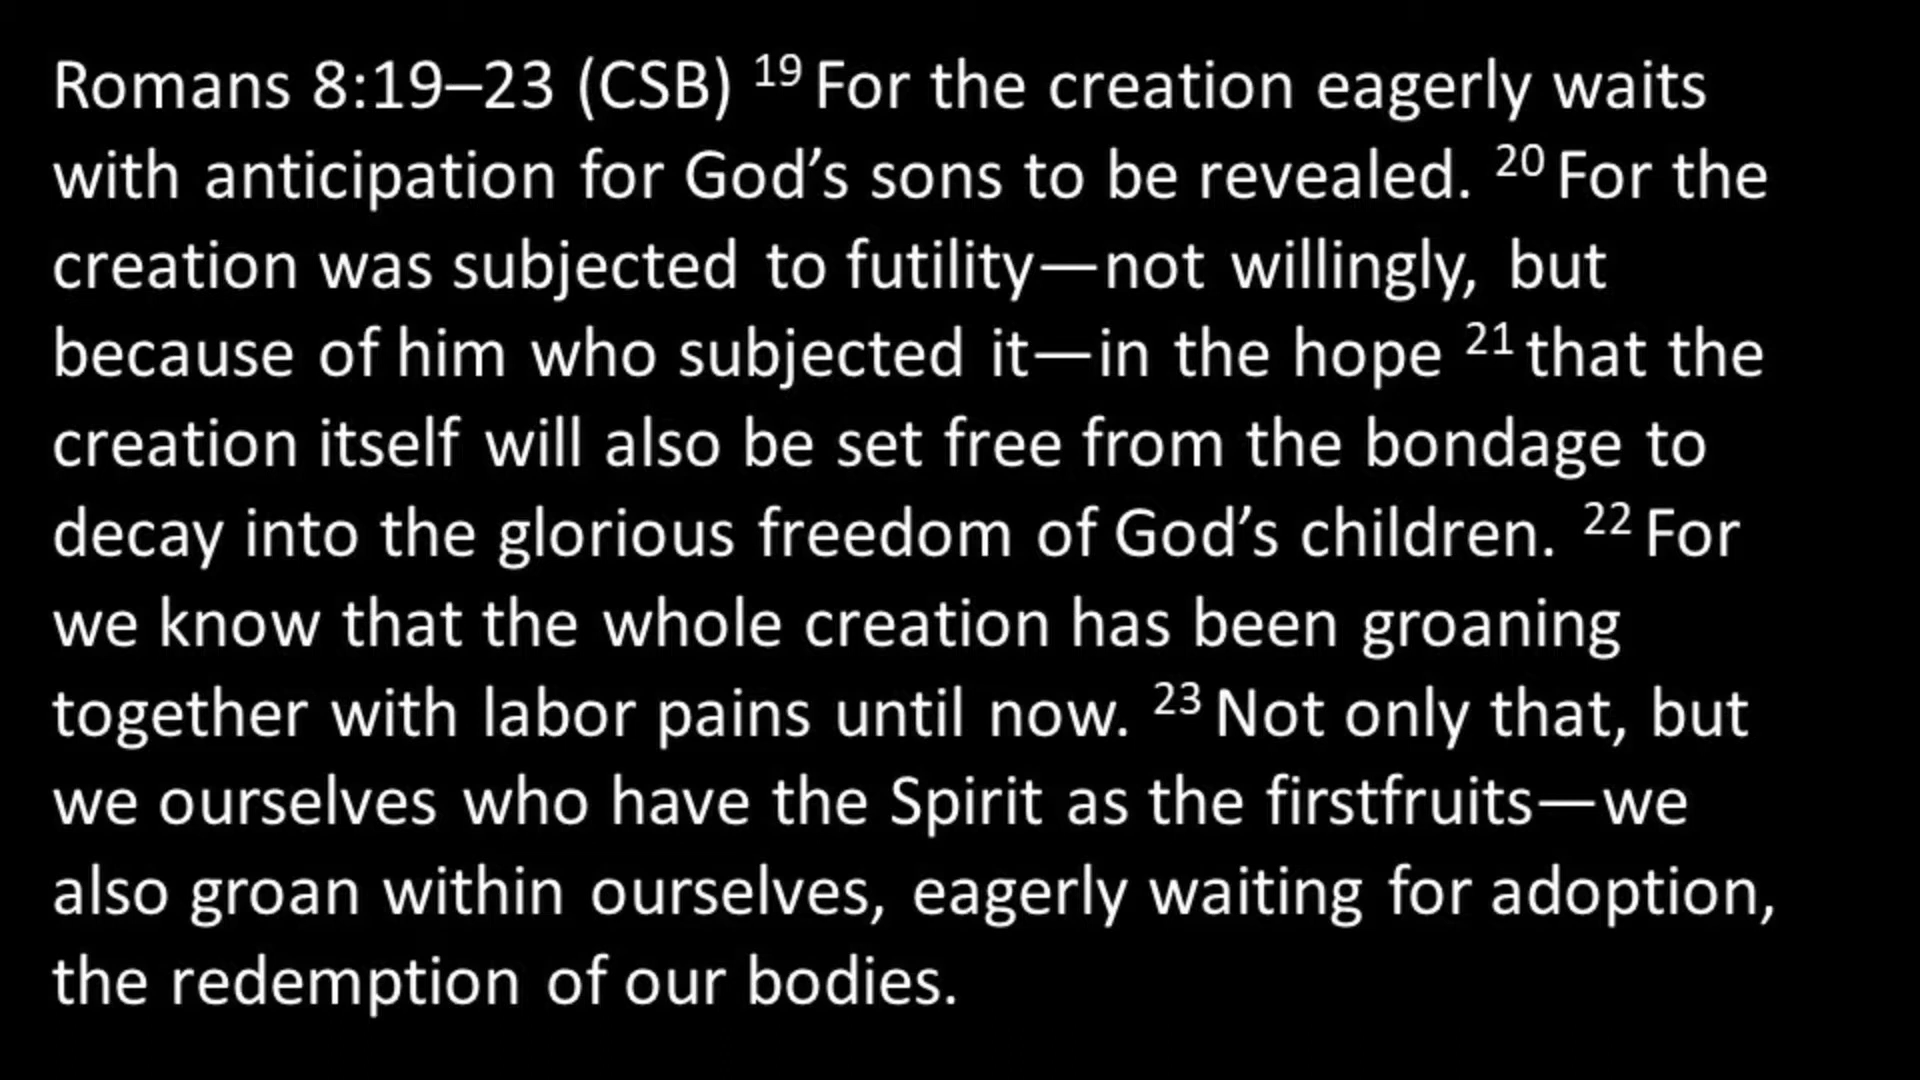 Romans 8:19–23 (CSB) 19 For the creation eagerly waits
with anticipation for God’s sons to be revealed. 20 For the
creation was subjected to futility—not willingly, but
because of him who subjected it—in the hope 21 that the
creation itself will also be set free from the bondage to
decay into the glorious freedom of God’s children. 22 For
we know that the whole creation has been groaning
together with labor pains until now. 23 Not only that, but
we ourselves who have the Spirit as the firstfruits—we
also groan within ourselves, eagerly waiting for adoption,
the redemption of our bodies.